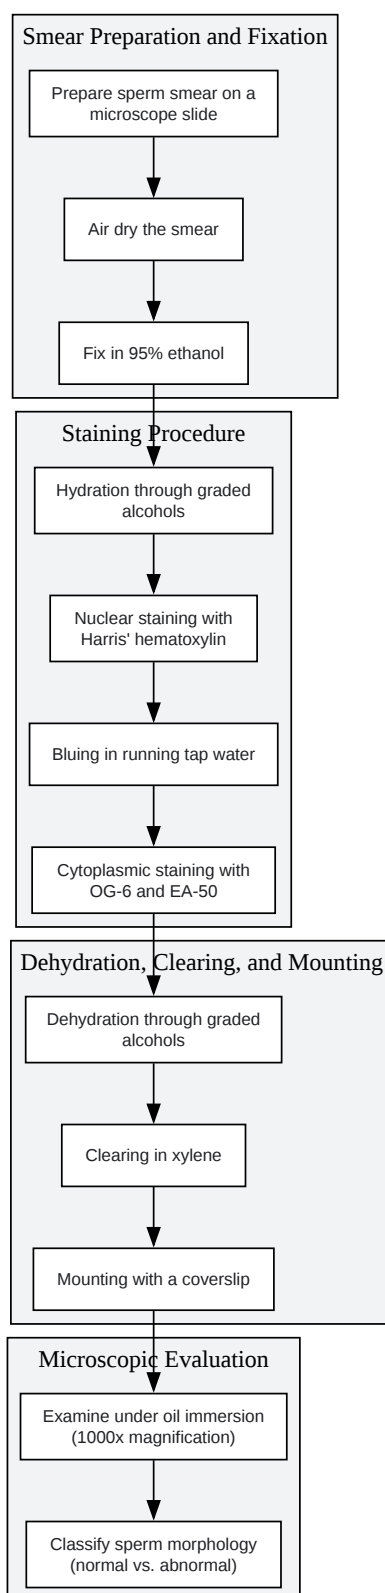 Smear Preparation and Fixation
Prepare sperm smear on a
microscope slide
Air dry the smear
Fix in 95% ethanol
Staining Procedure
Hydration through graded
alcohols
Nuclear staining with
Harris' hematoxylin
Bluing in running tap water
Cytoplasmic staining with
OG-6 and EA-50
Dehydration, Clearing, and Mounting
Dehydration through graded
alcohols
Clearing in xylene
Mounting with a coverslip
Microscopic Evaluation
Examine under oil immersion
(1000x magnification)
Classify sperm morphology
(normal vs. abnormal)